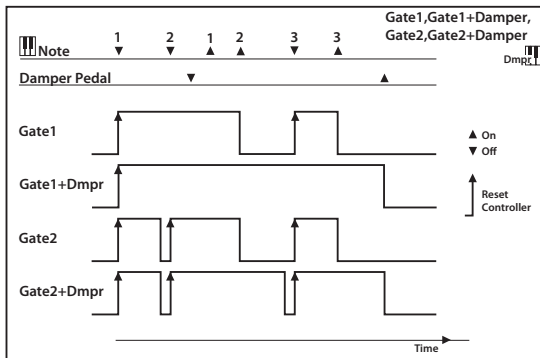 Gate1,Gate1+Damper,
Gate2,Gate2+Damper
1 2 1 2 3 3
Note
Dmpr
Damper Pedal
Gate1
On
Off
Gate1+Dmpr
Reset
Controller
Gate2
Gate2+Dmpr
Time